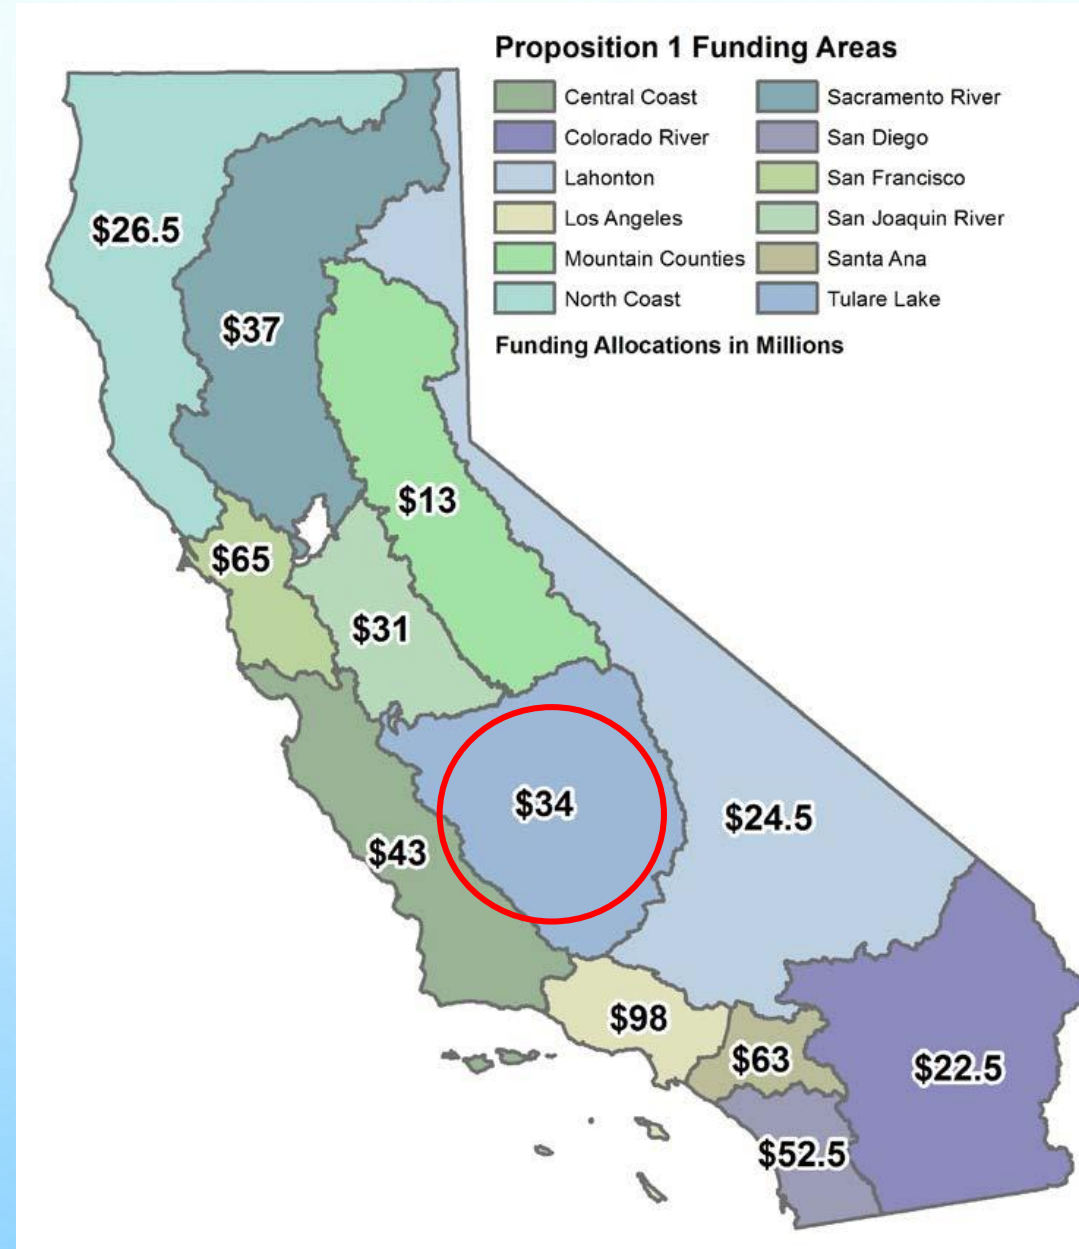 Proposition 1 Funding Areas
Central Coast
Colorado River
Lahonton
Los Angeles
Mountain Counties
North Coast
Sacramento River
San Diego
San Francisco
San Joaquin River
Santa Ana
Tulare Lake
Funding Allocations in Millions
$26.5
$37
$13
$65
$31
$34
$24.5
$43
$98
$63
$22.5
$52.5